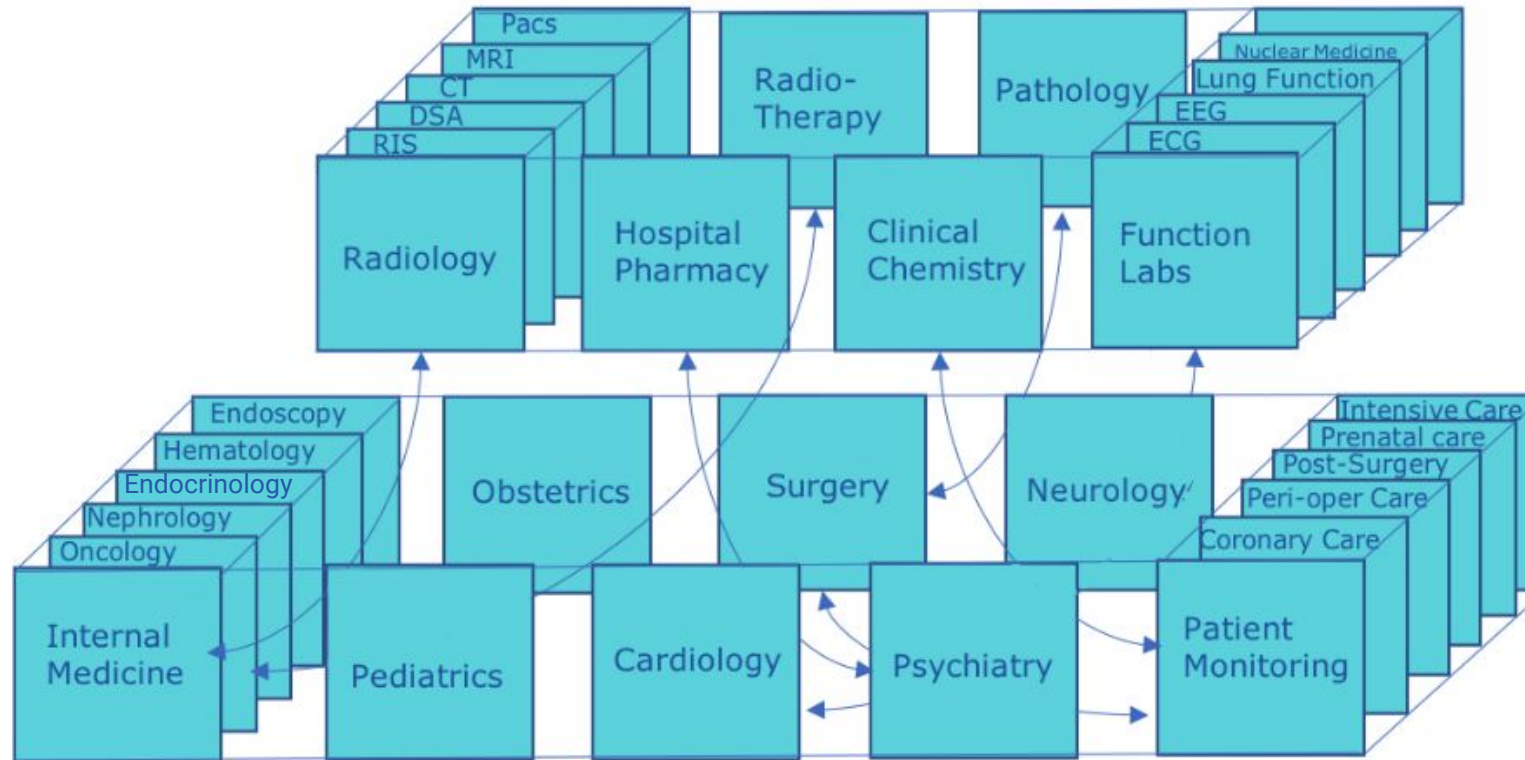 Pacs
MRI
CT
DSA
RIS
Radiology
Hospital
Pharmacy
Radio-
Therapy
Clinical
Chemistry
Pathology
Nuclear Medicine
Lung Function
EEG
ECG
Function
Labs
Endoscopy
Hematology
Endocrinology
Nephrology
Oncology
Internal
Medicine
Obstetrics
Pediatrics
Surgery
Cardiology
Neurology
Psychiatry
Intensive Care
Prenatal care
Post-Surgery
Peri-oper Care
Coronary Care
Patient
Monitoring